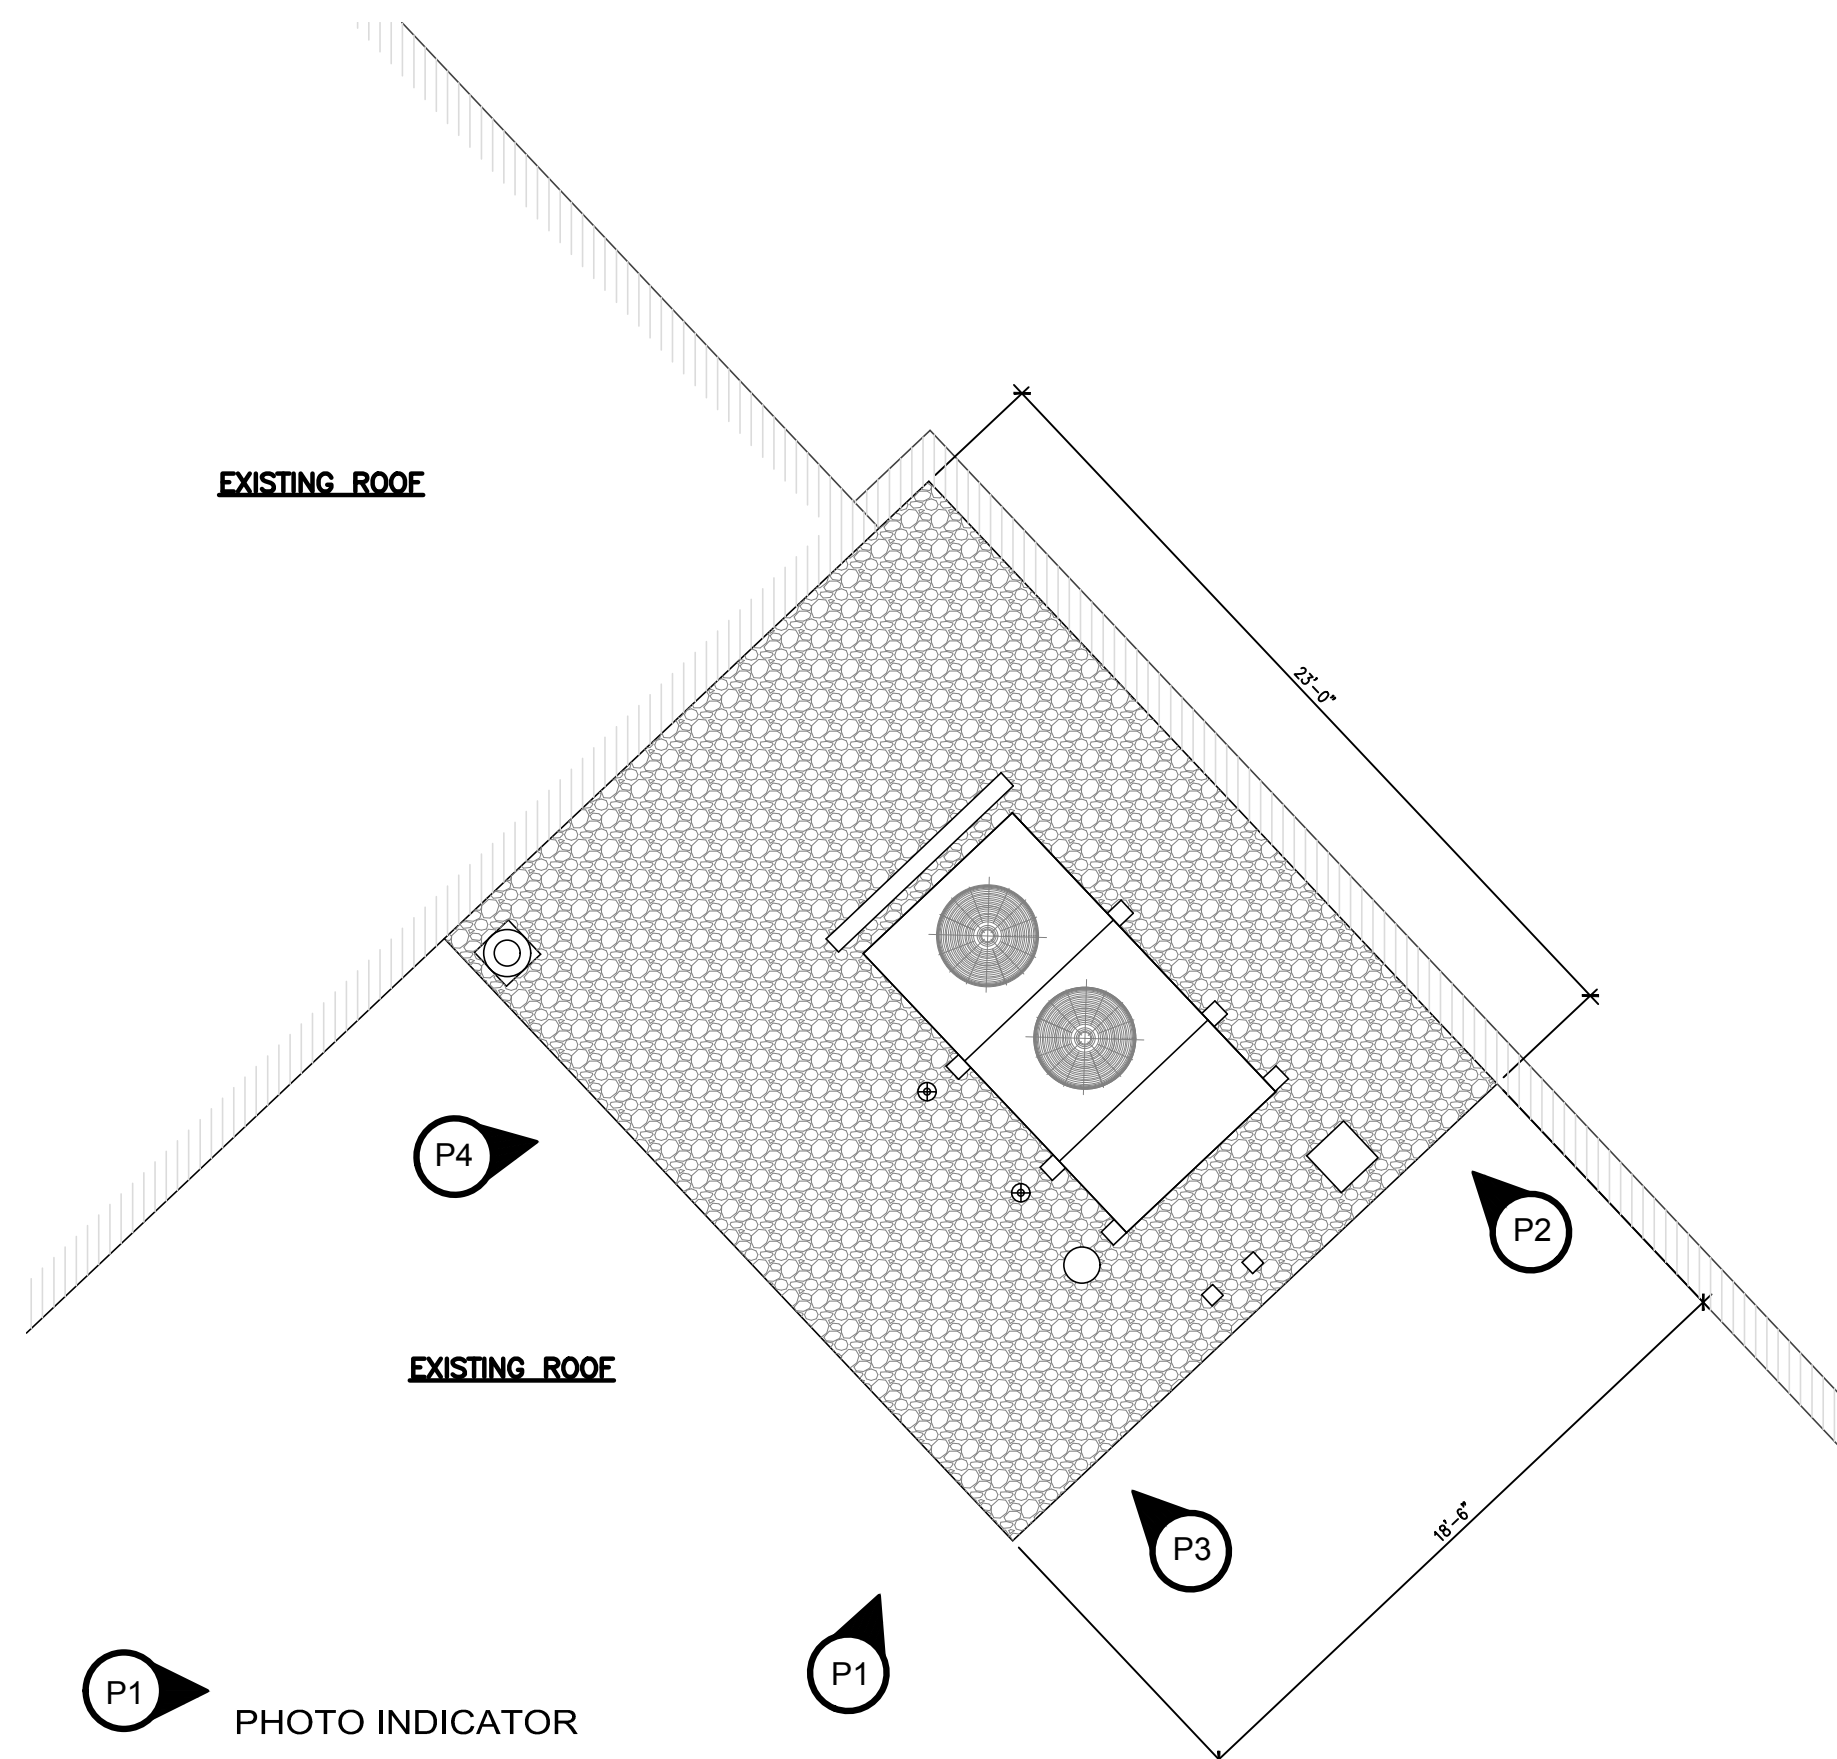 EXISTING ROOF
23'-0"
P4
P2
EXISTING ROOF
18'-6"
P3
P1
P1
PHOTO INDICATOR